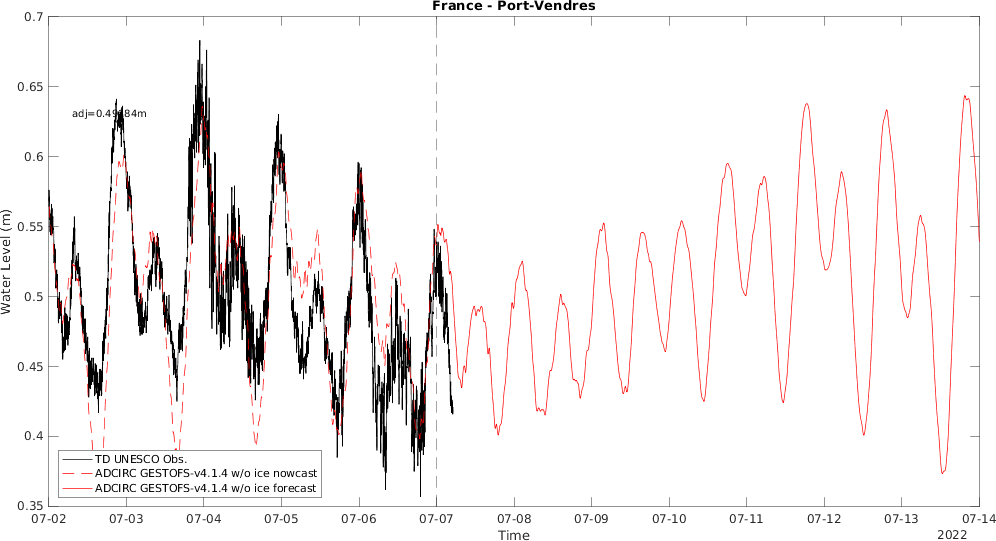 France - Port-Vendres
0.7
0.65
0.6
0.55
0.5
0.45
0.4
0.35
Water Level (m)
TD UNESCO Obs.
ADCIRC GESTOFS-v4.1.4 w/o ice nowcast
ADCIRC GESTOFS-v4.1.4 w/o ice forecast
07-02 07-03 07-04 07-05 07-06 07-07 07-08 07-09 07-10 07-11 07-12 07-13 07-14
Time
2022